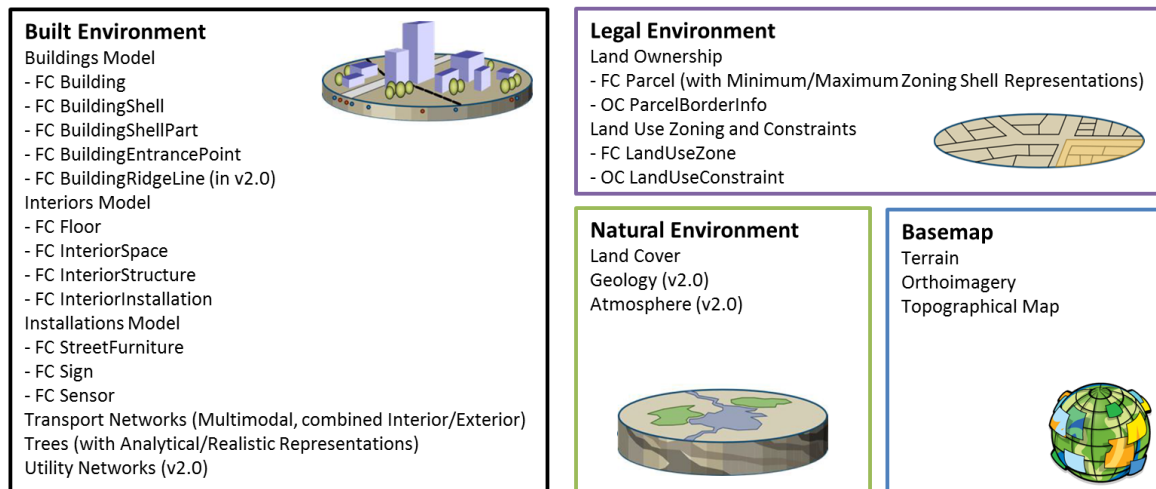 Built Environment
Buildings Model
- FC Building
- FC BuildingShell
- FC BuildingShellPart
- FC BuildingEntrancePoint
- FC BuildingRidgeLine (in v2.0)
Interiors Model
- FC Floor
- FC InteriorSpace
- FC InteriorStructure
- FC InteriorInstallation
Installations Model
- FC StreetFurniture
- FC Sign
- FC Sensor
Transport Networks (Multimodal, combined Interior/Exterior)
Trees (with Analytical/Realistic Representations)
Utility Networks (v2.0)
Legal Environment
Land Ownership
- FC Parcel (with Minimum/Maximum Zoning Shell Representations)
- OC ParcelBorderInfo
Land Use Zoning and Constraints
- FC LandUseZone
- OC LandUseConstraint
Natural Environment
Land Cover
Geology (v2.0)
Atmosphere (v2.0)
Basemap
Terrain
Orthoimagery
Topographical Map